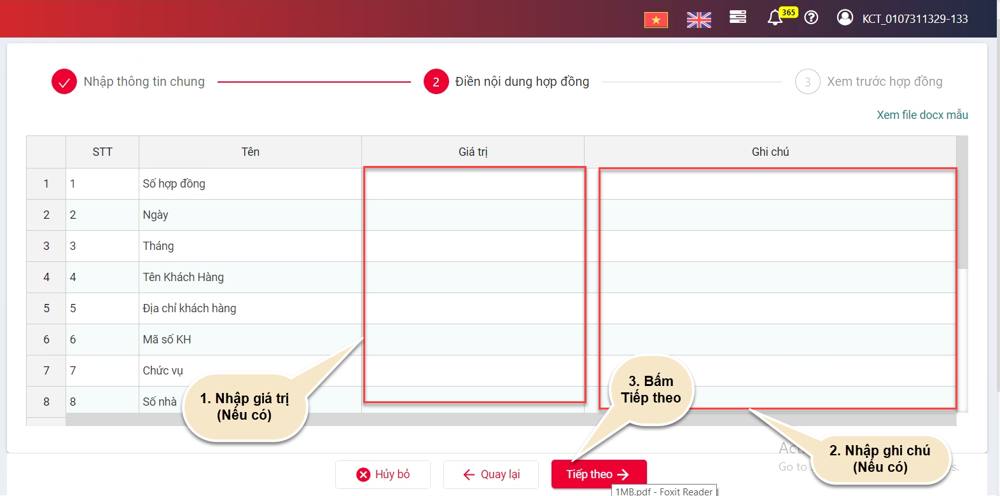 365
KCT_0107311329-133
Nhập thông tin chung
2
Điền nội dung hợp đồng
3
Xem trước hợp đồng
Xem file docx mẫu
STT Tên Giá trị Ghi chú
1 1 Số hợp đồng
2 2 Ngày
3 3 Tháng
4 4 Tên Khách Hàng
5 5 Địa chỉ khách hàng
6 6 Mã số KH
7 7 Chức vụ
8 8 Số nhà
1. Nhập giá trị
(Nếu có)
3. Bấm
Tiếp theo
2. Nhập ghi chú
(Nếu có)
Go to
Hủy bỏ
Quay lại
Tiếp theo
1MB.pdf - Foxit Reader